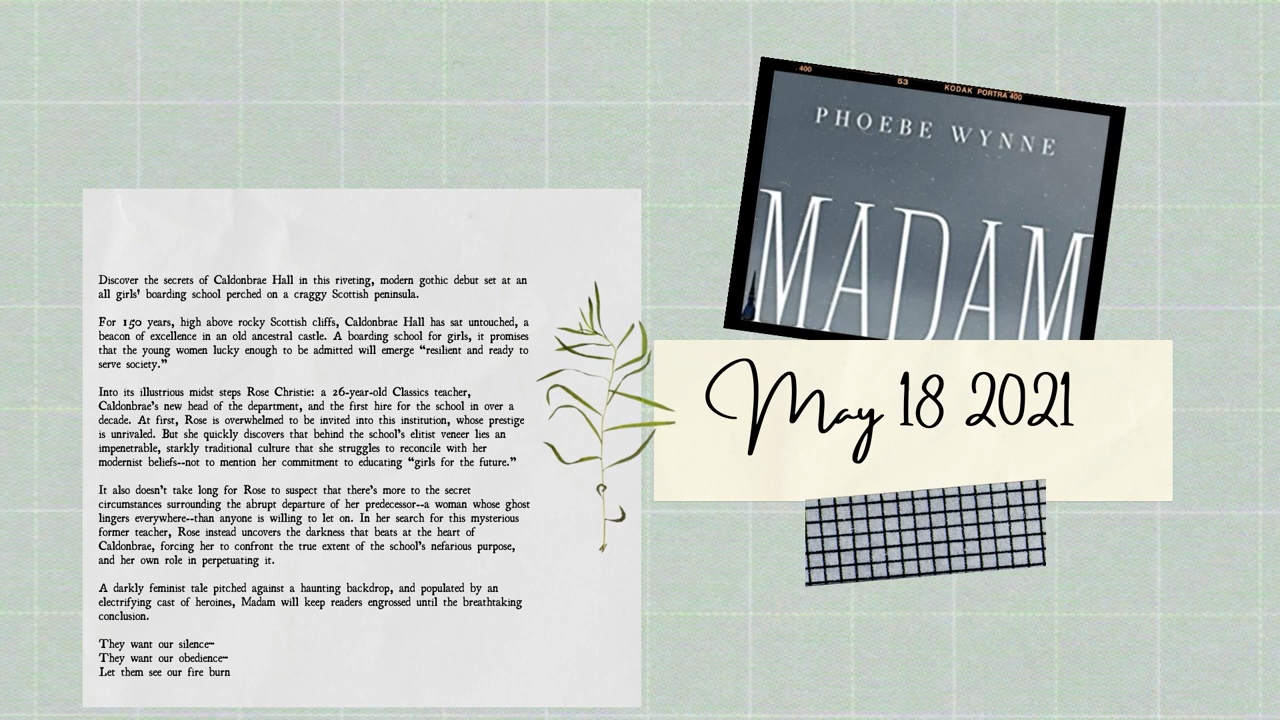 . 400
53
KODAK PORTRA 400
PHOEBE WYNNE
MADAM
May 18 2021
Discover the secrets of Caldonbrae Hall in this riveting, modern gothic debut set at an
all girls' boarding school perched on a craggy Scottish peninsula.
For 150 years, high above rocky Scottish cliffs, Caldonbrae Hall has sat untouched, a
beacon of excellence in an old ancestral castle. A boarding school for girls, it promises
that the young women lucky enough to be admitted will emerge “resilient and ready to
serve society.”
Into its illustrious midst steps Rose Christie: a 26-year-old Classics teacher,
Caldonbrae’s new head of the department, and the first hire for the school in over a
decade. At first, Rose is overwhelmed to be invited into this institution, whose prestige
is unrivaled. But she quickly discovers that behind the school’s elitist veneer lies an
impenetrable, starkly traditional culture that she struggles to reconcile with her
modernist beliefs--not to mention her commitment to educating “girls for the future.”
It also doesn’t take long for Rose to suspect that there’s more to the secret
circumstances surrounding the abrupt departure of her predecessor--a woman whose ghost
lingers everywhere--than anyone is willing to let on. In her search for this mysterious
former teacher, Rose instead uncovers the darkness that beats at the heart of
Caldonbrae, forcing her to confront the true extent of the school’s nefarious purpose,
and her own role in perpetuating it.
A darkly feminist tale pitched against a haunting backdrop, and populated by an
electrifying cast of heroines, Madam will keep readers engrossed until the breathtaking
conclusion.
They want our silence–
They want our obedience–
Let them see our fire burn